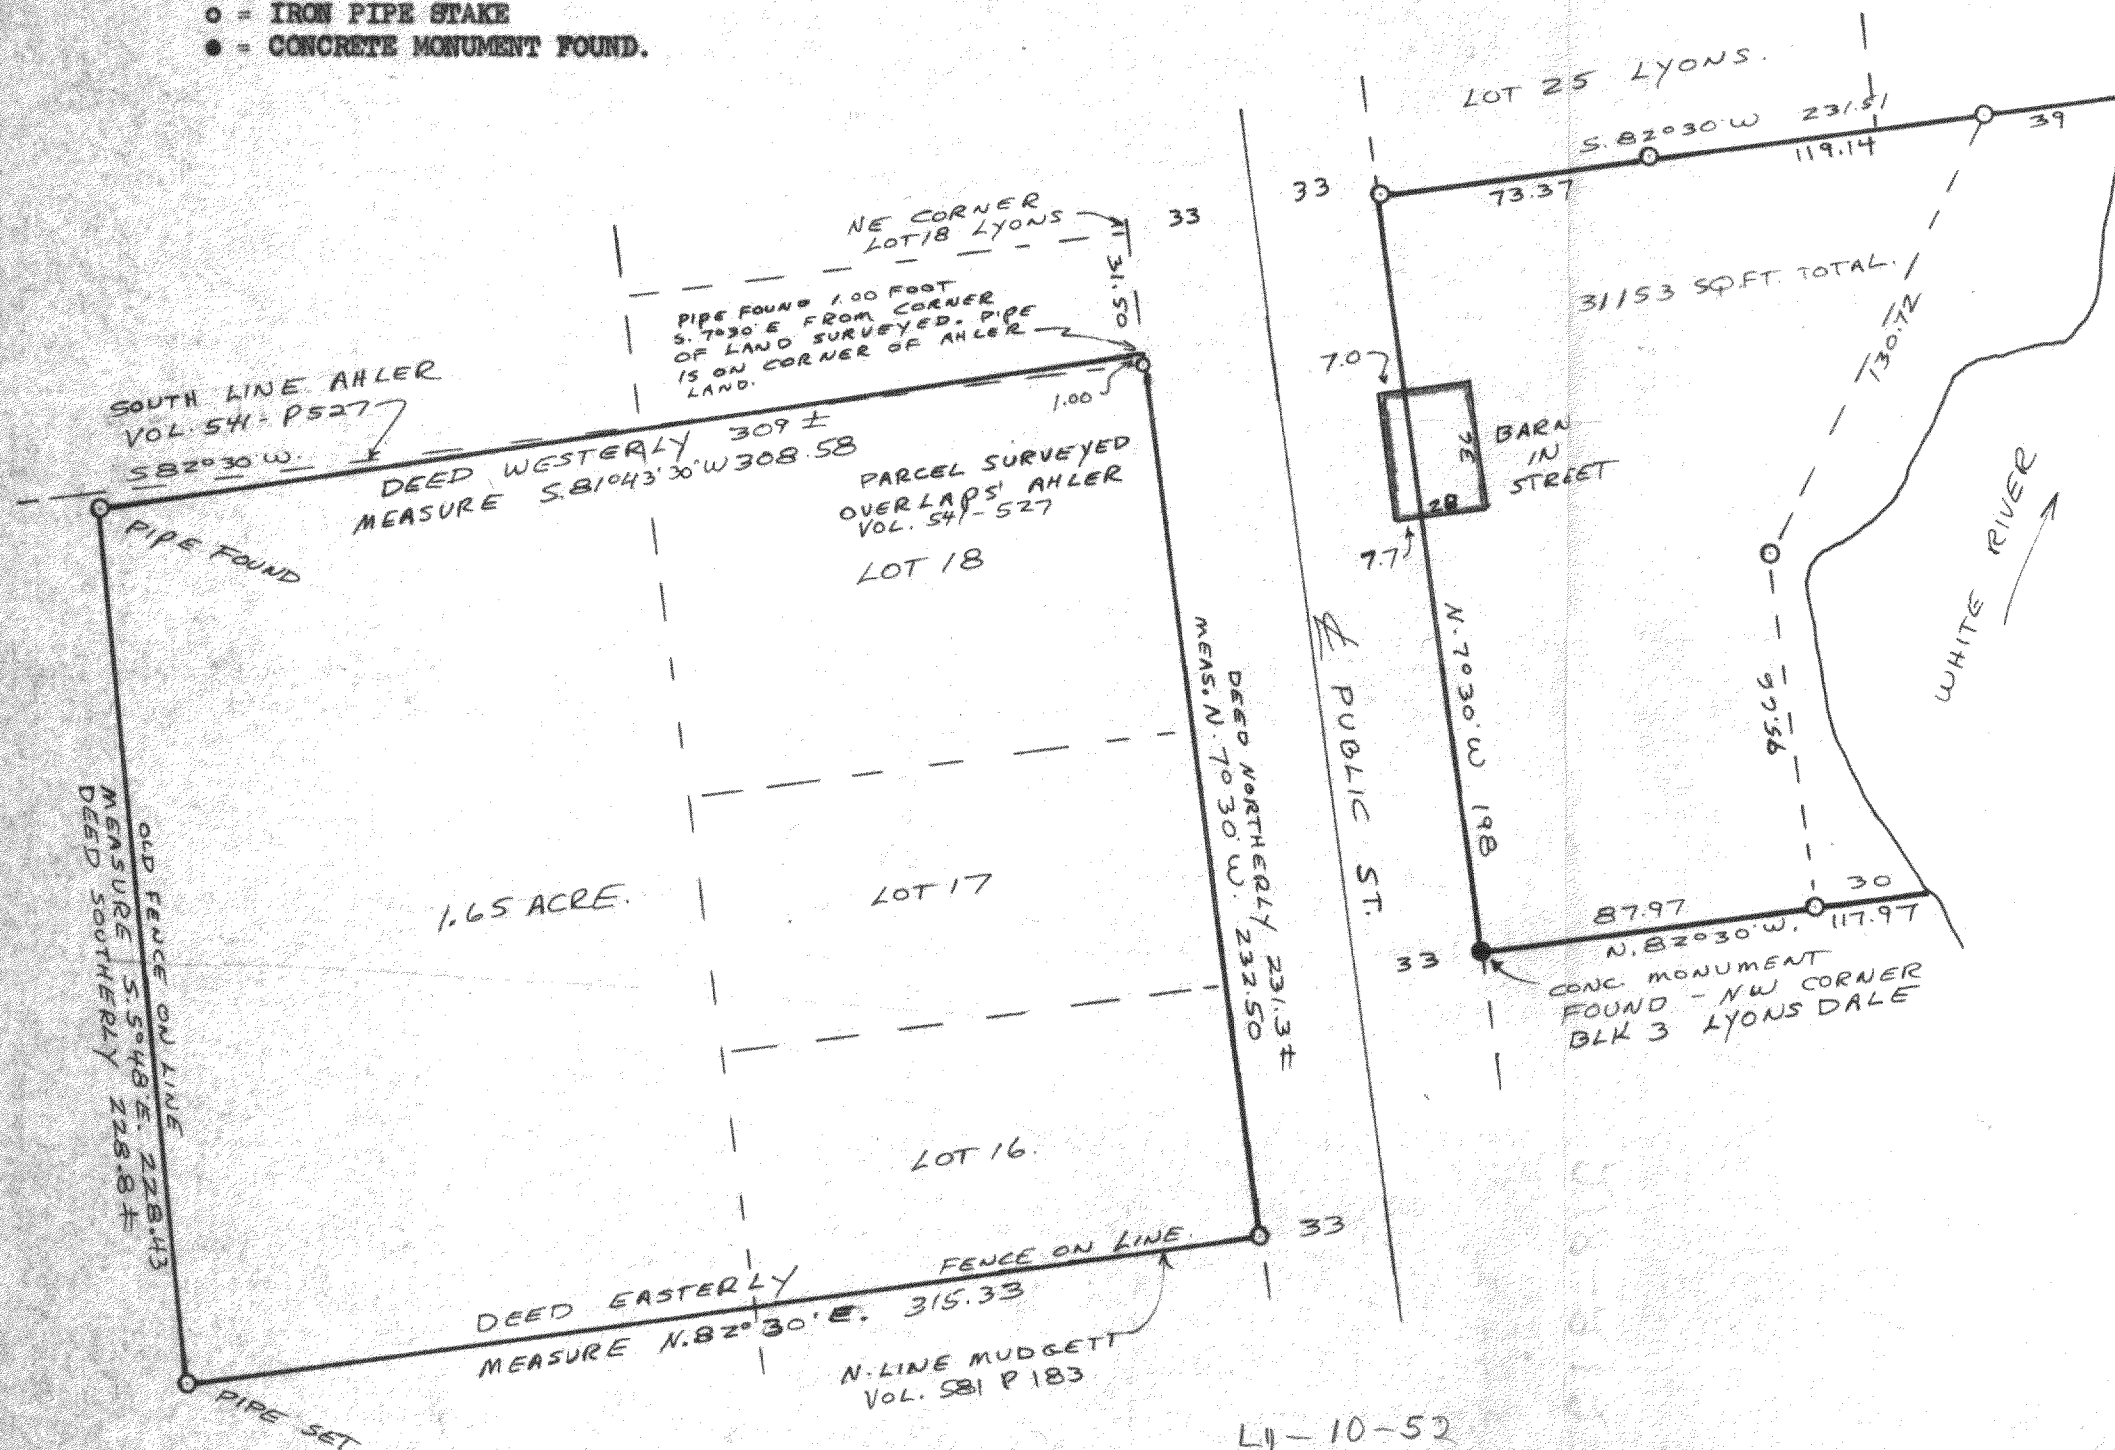 o = IRON PIPE STAKE
● = CONCRETE MONUMENT FOUND.
LOT 25 LYONS.
S. 82°30'W 231.51
39
119.14
73.37
33
33
NE CORNER
LOT 18 LYONS
31.50
PIPE FOUND 1.00 FOOT
S. 7°30' E FROM CORNER
OF LAND SURVEYED. PIPE
IS ON CORNER OF AHLER
LAND.
1.00
31153 SQ.FT. TOTAL.
130.72
7.0
36
28
BARN
IN
STREET
7.7
SOUTH LINE AHLER
VOL. 541 - P527
S82°30'W.
DEED WESTERLY 309 ±
MEASURE S.81°43'30"W 308.58
PARCEL SURVEYED
OVERLAPS' AHLER
VOL. 541-527
PIPE FOUND
LOT 18
WHITE RIVER
℄ PUBLIC ST.
N. 7°30' W 198
95.66
DEED NORTHERLY 231.3 ±
MEAS. N. 7°30' W. 232.50
OLD FENCE ON LINE
MEASURE S. 5°48'E. 228.43
DEED SOUTHERLY 228.8 ±
1.65 ACRE.
LOT 17
LOT 16.
30
87.97
117.97
N. 82°30' W.
33
CONC. MONUMENT
FOUND - NW CORNER
BLK 3 LYONS DALE
33
FENCE ON LINE.
DEED EASTERLY
MEASURE N.82°30'E. 315.33
N. LINE MUDGETT
VOL. 581 P 183
PIPE SET
L11-10-52